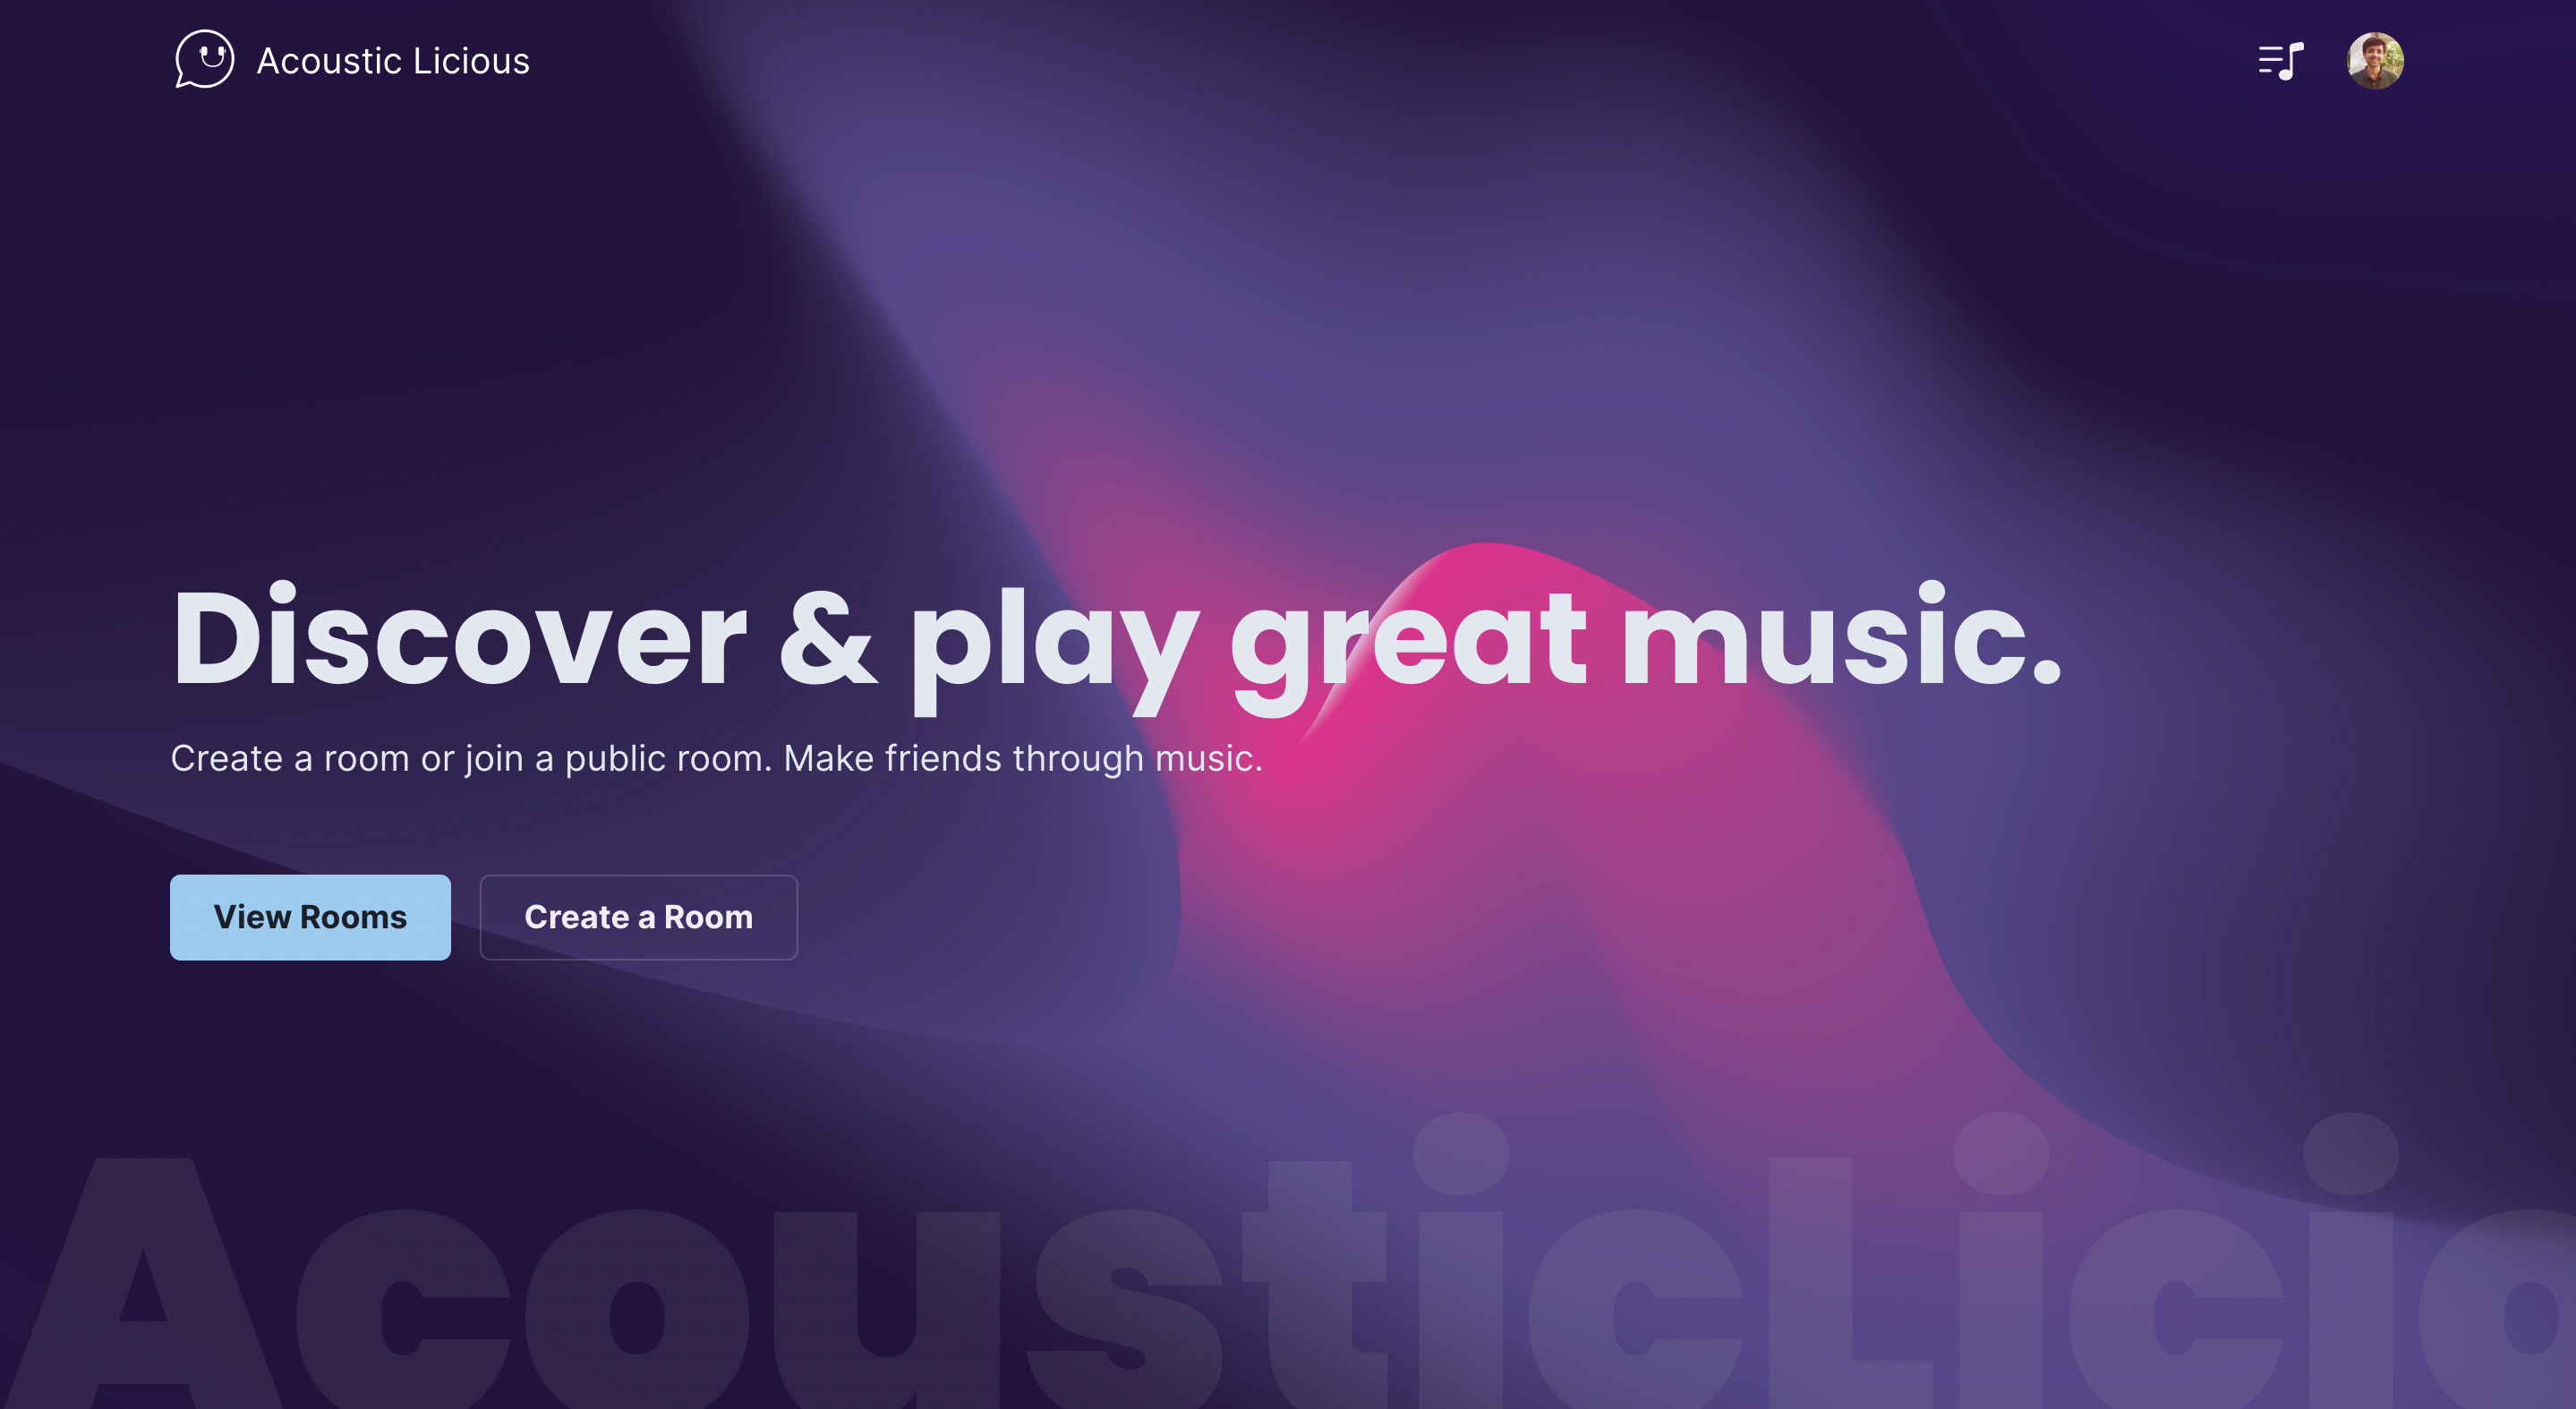 Acoustic Licious
Discover & play great music.
Create a room or join a public room. Make friends through music.
View Rooms
Create a Room
AcousticLicio